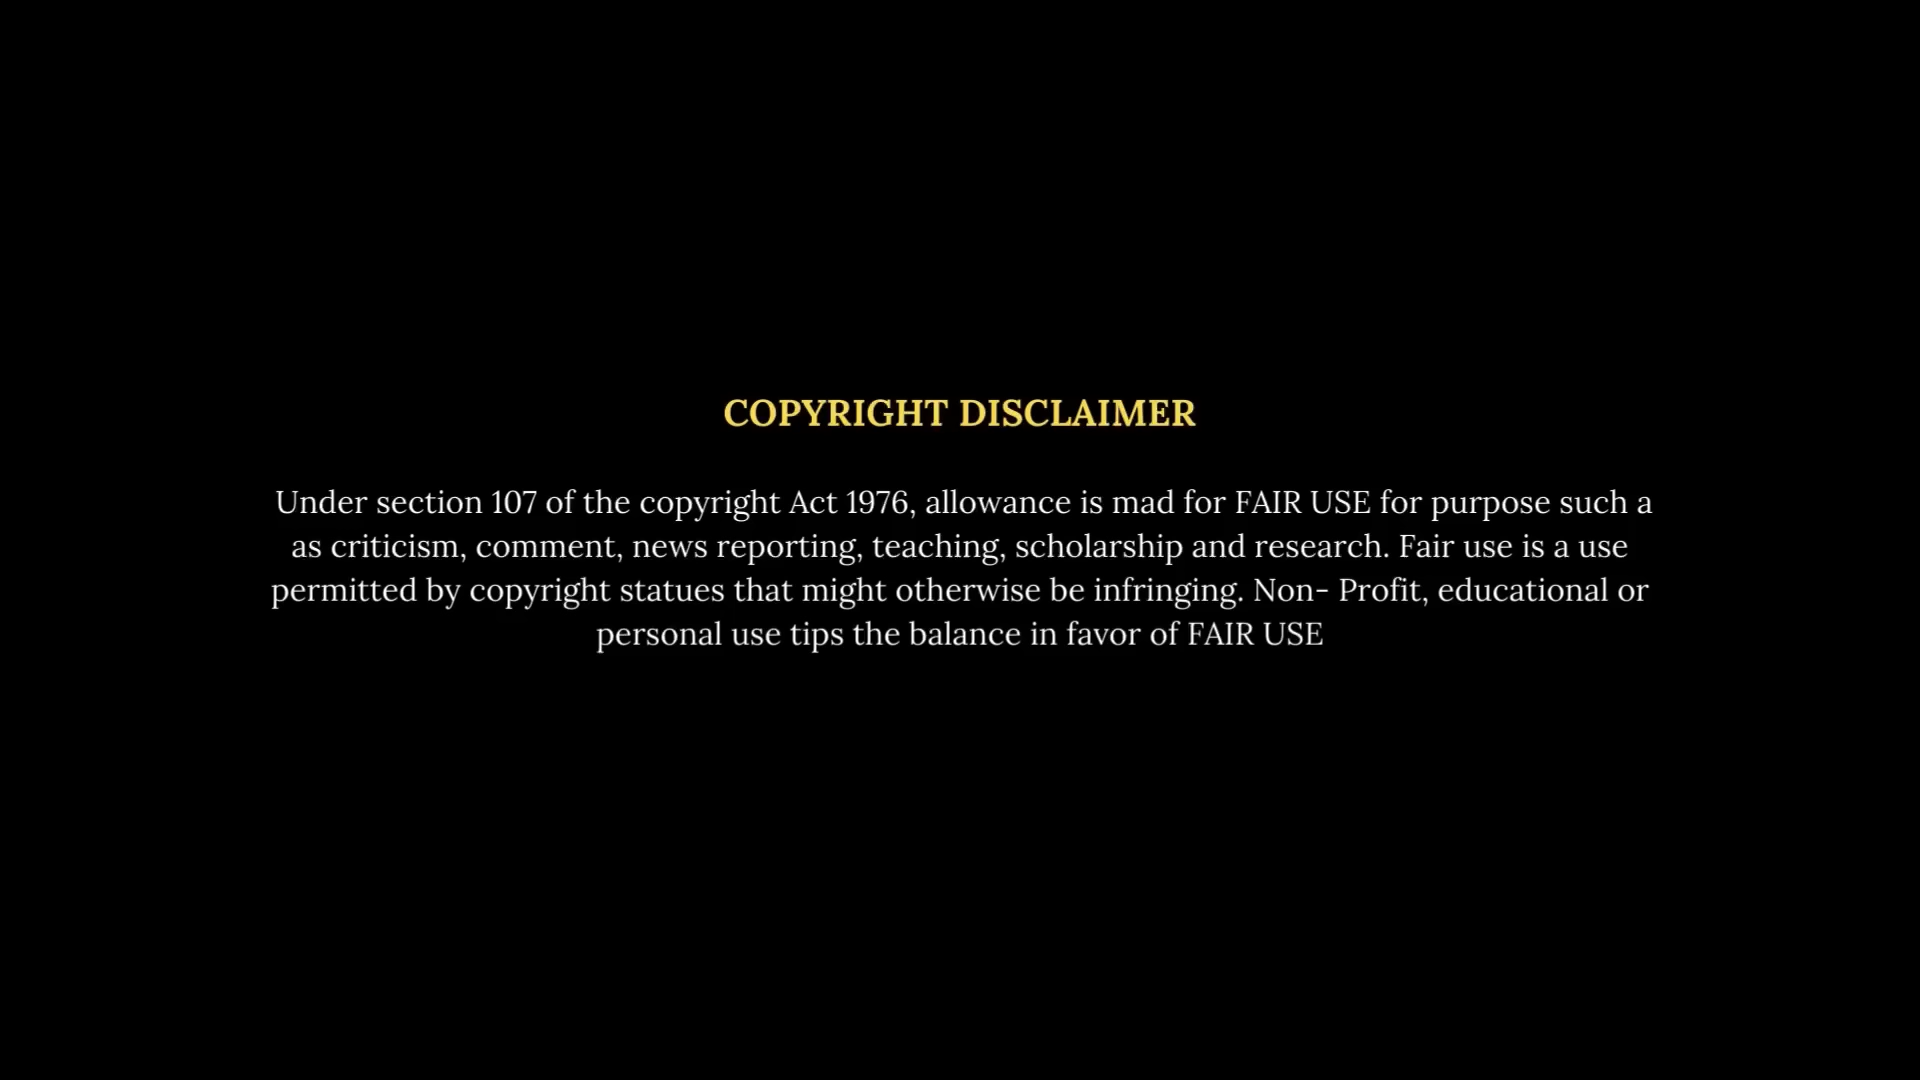 COPYRIGHT DISCLAIMER
Under section 107 of the copyright Act 1976, allowance is mad for FAIR USE for purpose such a
as criticism, comment, news reporting, teaching, scholarship and research. Fair use is a use
permitted by copyright statues that might otherwise be infringing. Non- Profit, educational or
personal use tips the balance in favor of FAIR USE